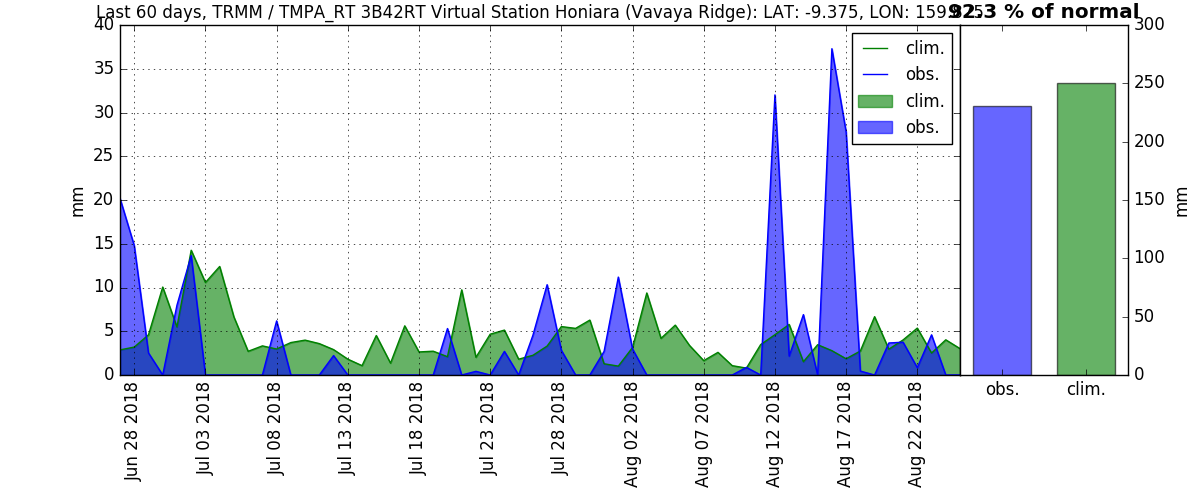 Last 60 days, TRMM / TMPA_RT 3B42RT Virtual Station Honiara (Vavaya Ridge): LAT: -9.375, LON:
92.3 % of normal
40
35
30
25
20
15
10
5
0
mm
clim.
obs.
clim.
obs.
300
250
200
150
100
50
0
mm
obs.
clim.
Jun 28 2018
Jul 03 2018
Jul 08 2018
Jul 13 2018
Jul 18 2018
Jul 23 2018
Jul 28 2018
Aug 02 2018
Aug 07 2018
Aug 12 2018
Aug 17 2018
Aug 22 2018